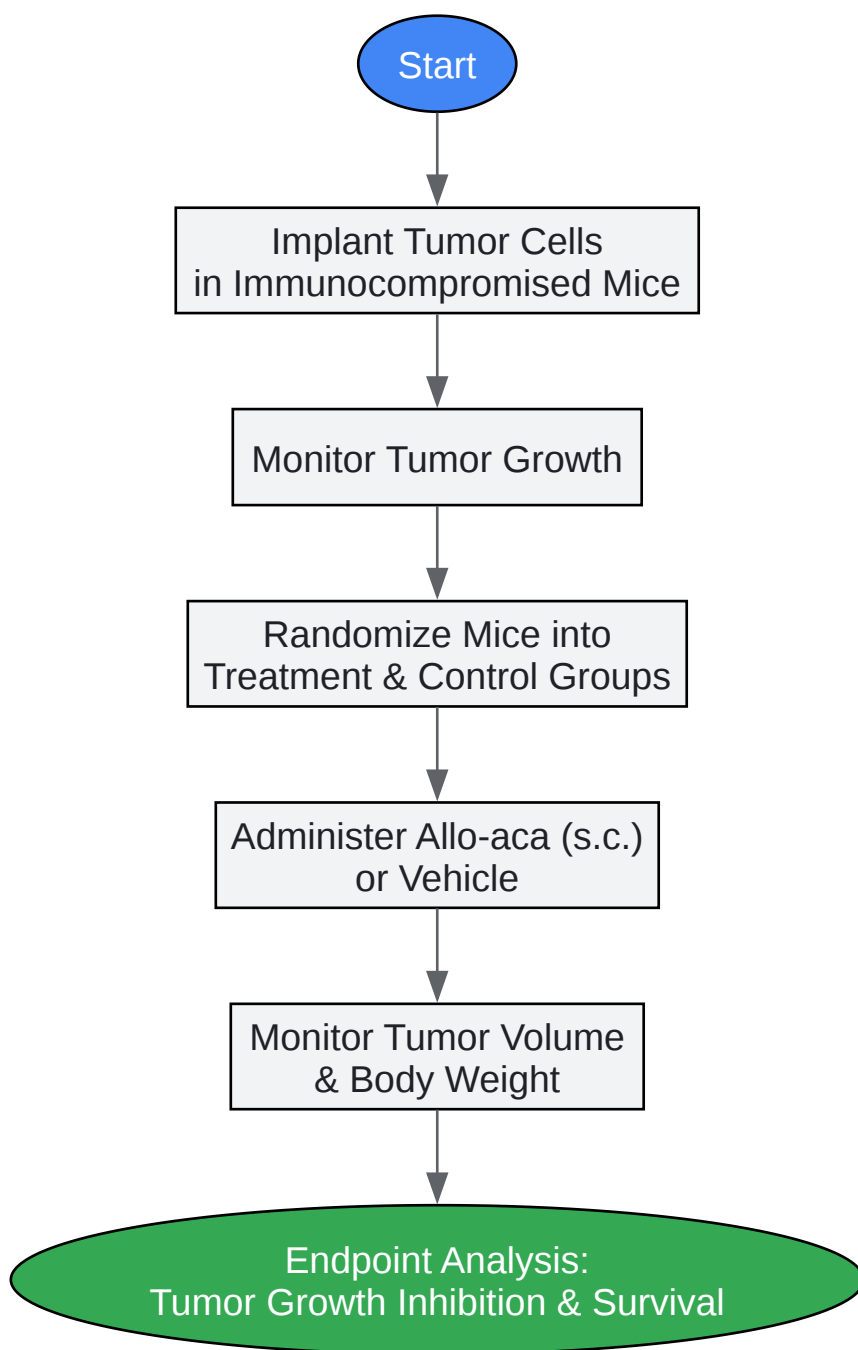 Start
Implant Tumor Cells
in Immunocompromised Mice
Monitor Tumor Growth
Randomize Mice into
Treatment & Control Groups
Administer Allo-aca (s.c.)
or Vehicle
Monitor Tumor Volume
& Body Weight
Endpoint Analysis:
Tumor Growth Inhibition & Survival